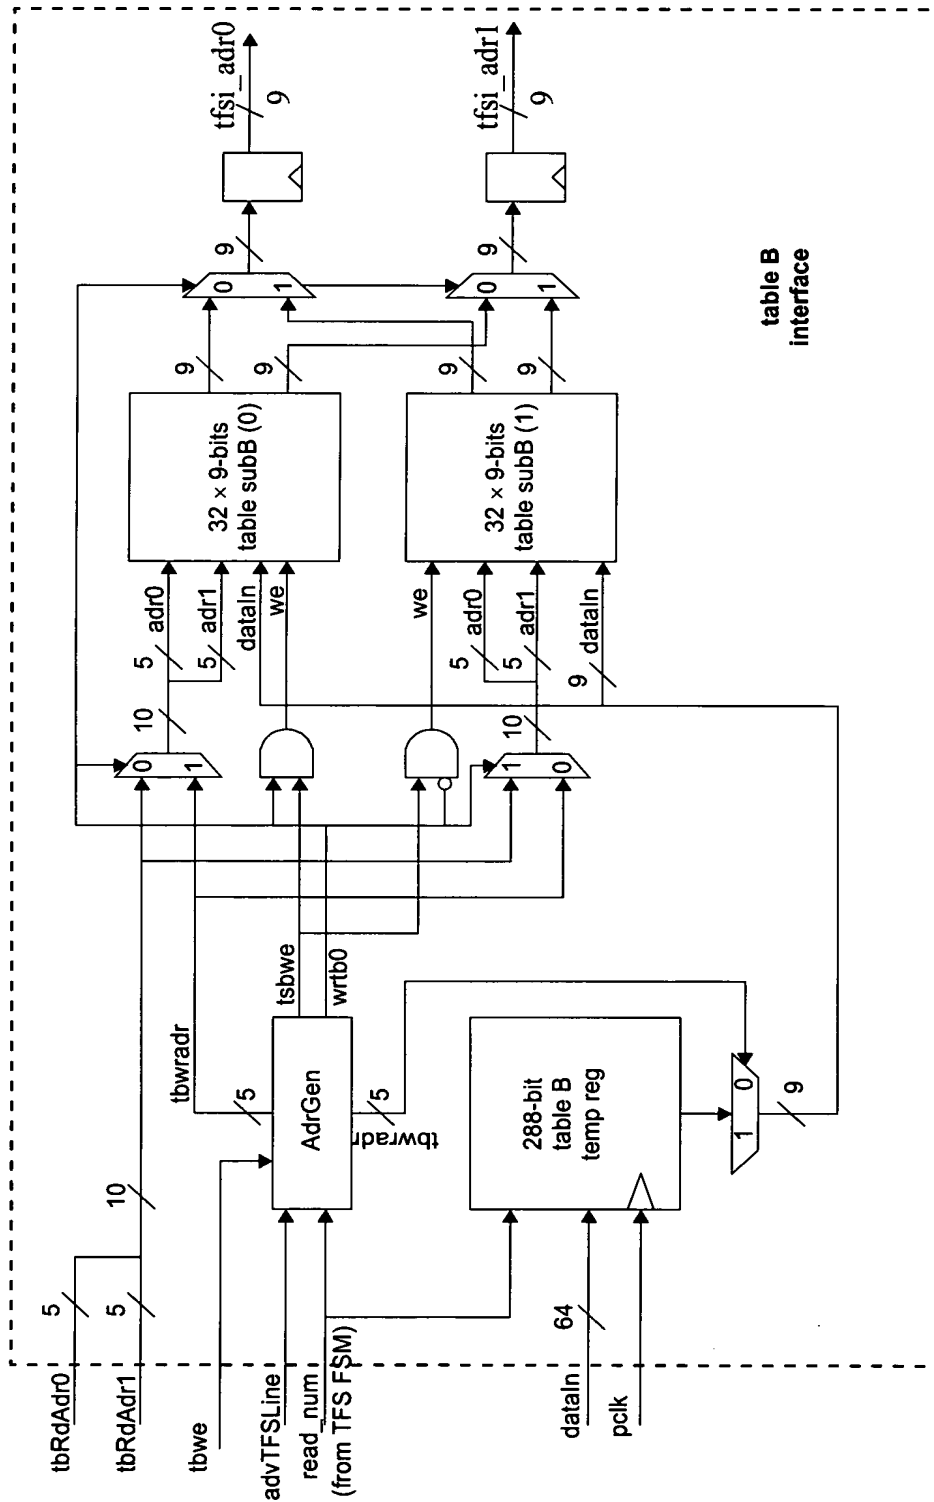 tbRdAdr0
5
tbRdAdr1
5
10
tbwe
advTFSLine
read_num
(from TFS FSM)
dataIn
64
pclk
tbwradr
5
AdrGen
tbwradr
5
tsbwe
wrtb0
288-bit
table B
temp reg
1
0
9
0
1
10
5
adr0
5
adr1
dataIn
we
32 × 9-bits
table subB (0)
9
9
we
5
adr0
5
adr1
10
1
0
9
dataIn
32 × 9-bits
table subB (1)
9
9
0
1
9
tfsi_adr0
9
0
1
9
tfsi_adr1
9
table B
interface